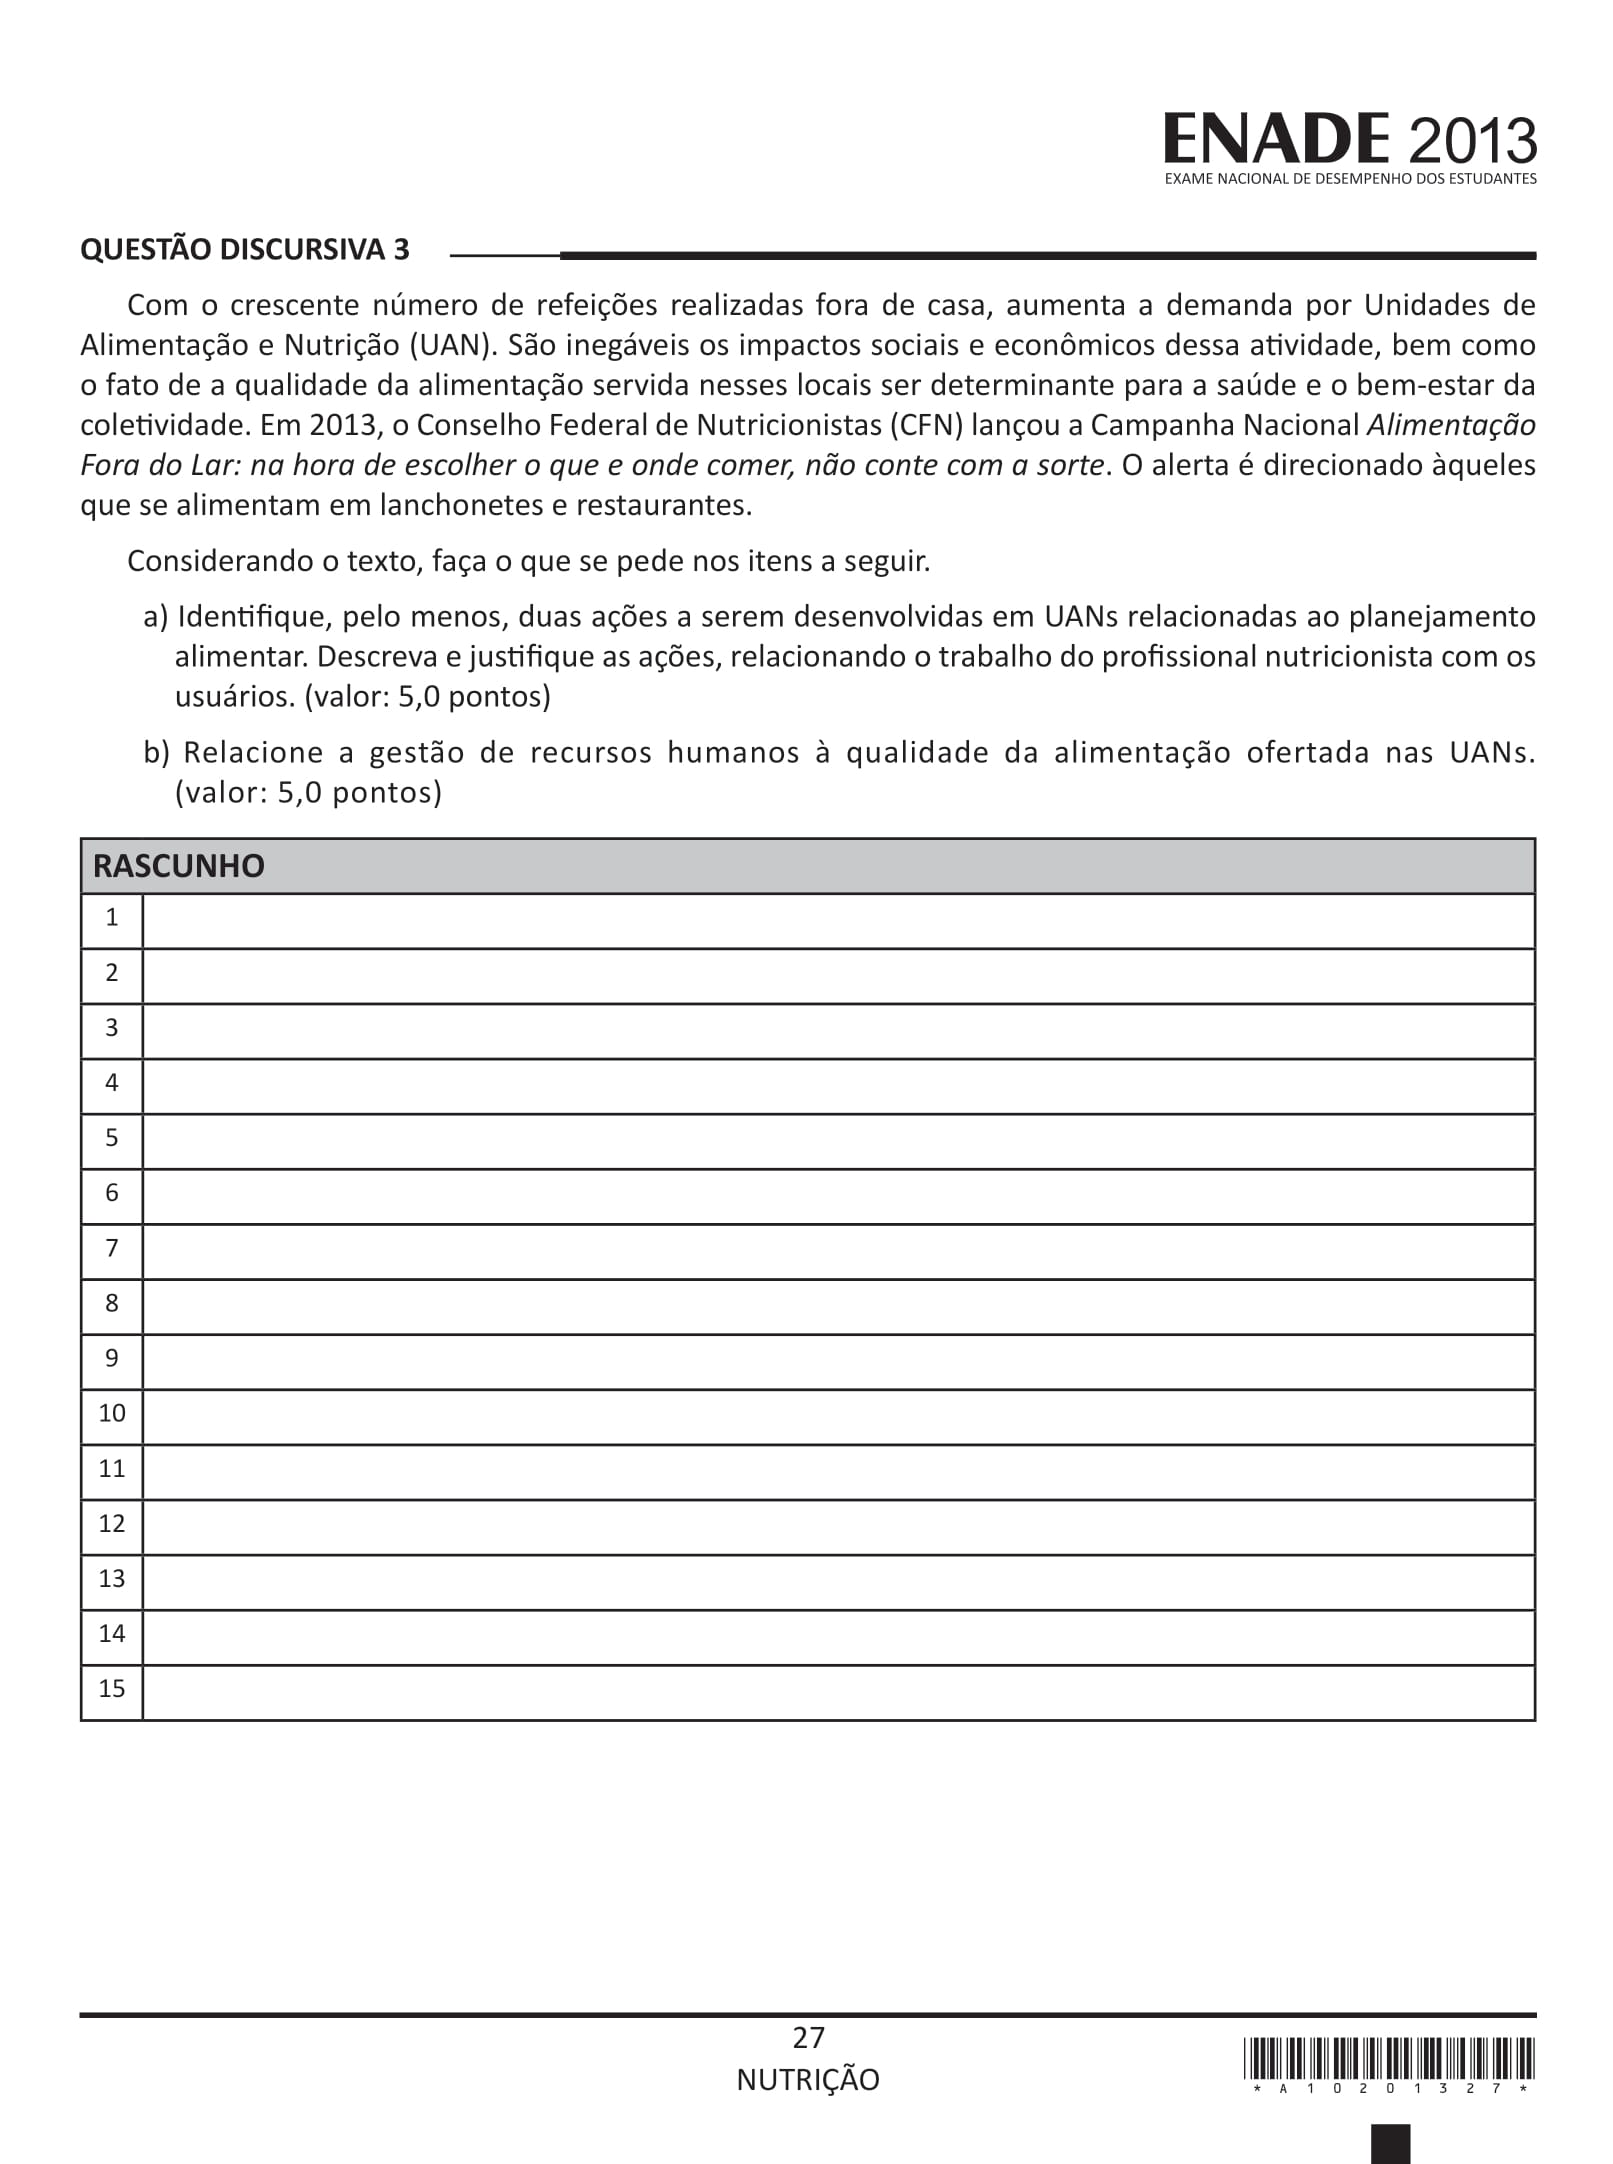 ENADE 2013
EXAME NACIONAL DE DESEMPENHO DOS ESTUDANTES
QUESTÃO DISCURSIVA 3
Com o crescente número de refeições realizadas fora de casa, aumenta a demanda por Unidades de
Alimentação e Nutrição (UAN). São inegáveis os impactos sociais e econômicos dessa atividade, bem como
o fato de a qualidade da alimentação servida nesses locais ser determinante para a saúde e o bem-estar da
coletividade. Em 2013, o Conselho Federal de Nutricionistas (CFN) lançou a Campanha Nacional Alimentação
Fora do Lar: na hora de escolher o que e onde comer, não conte com a sorte. O alerta é direcionado àqueles
que se alimentam em lanchonetes e restaurantes.
Considerando o texto, faça o que se pede nos itens a seguir.
a) Identifique, pelo menos, duas ações a serem desenvolvidas em UANs relacionadas ao planejamento
alimentar. Descreva e justifique as ações, relacionando o trabalho do profissional nutricionista com os
usuários. (valor: 5,0 pontos)
b) Relacione a gestão de recursos humanos à qualidade da alimentação ofertada nas UANs.
(valor: 5,0 pontos)
RASCUNHO
1
2
3
4
5
6
7
8
9
10
11
12
13
14
15
27
NUTRIÇÃO
* A 1 0 2 0 1 3 2 7 *